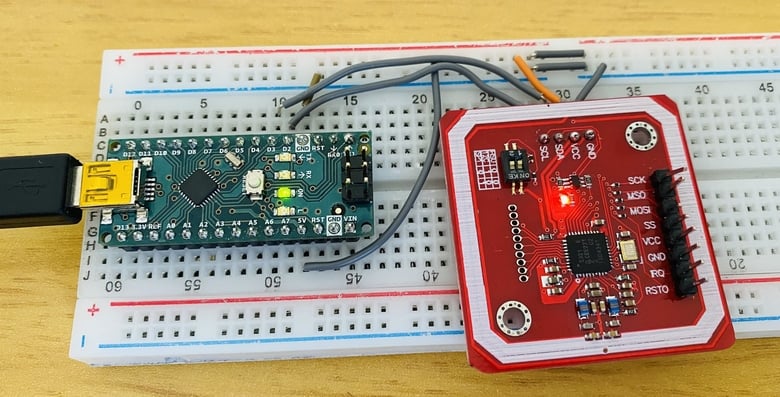 +
0 5 10 15 25 30 35 40 45
A
B
C
D12 D11 D10 D9 D8 D7 D6 D5 D4 D3 D2 GND RST
RX0
RX
D13 3.3V REF A0 A1 A2 A3 A4 A5 A6 A7 5V RST GND VIN
F
G
H
I
J
60 55 50 45 40 20
+
SCL SDA VCC GND
ON KE
1 2
SCK
MSO
MOSI
SS
VCC
GND
IRQ
RSTO